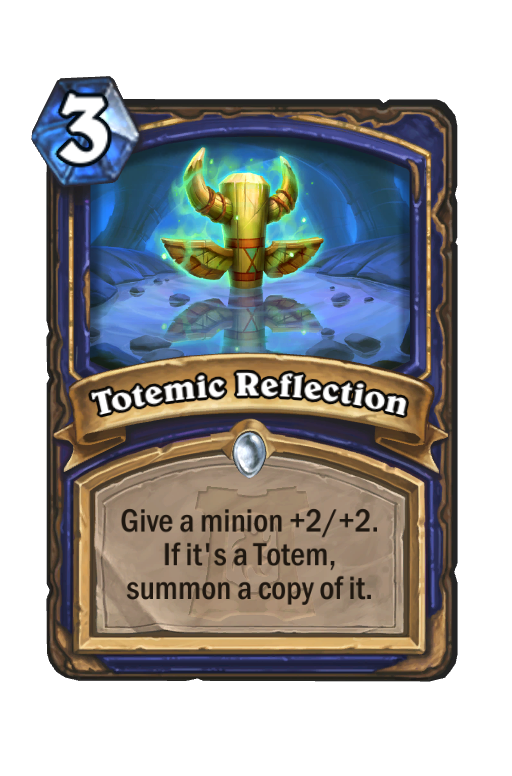 3
Totemic Reflection
Give a minion +2/+2.
If it's a Totem,
summon a copy of it.